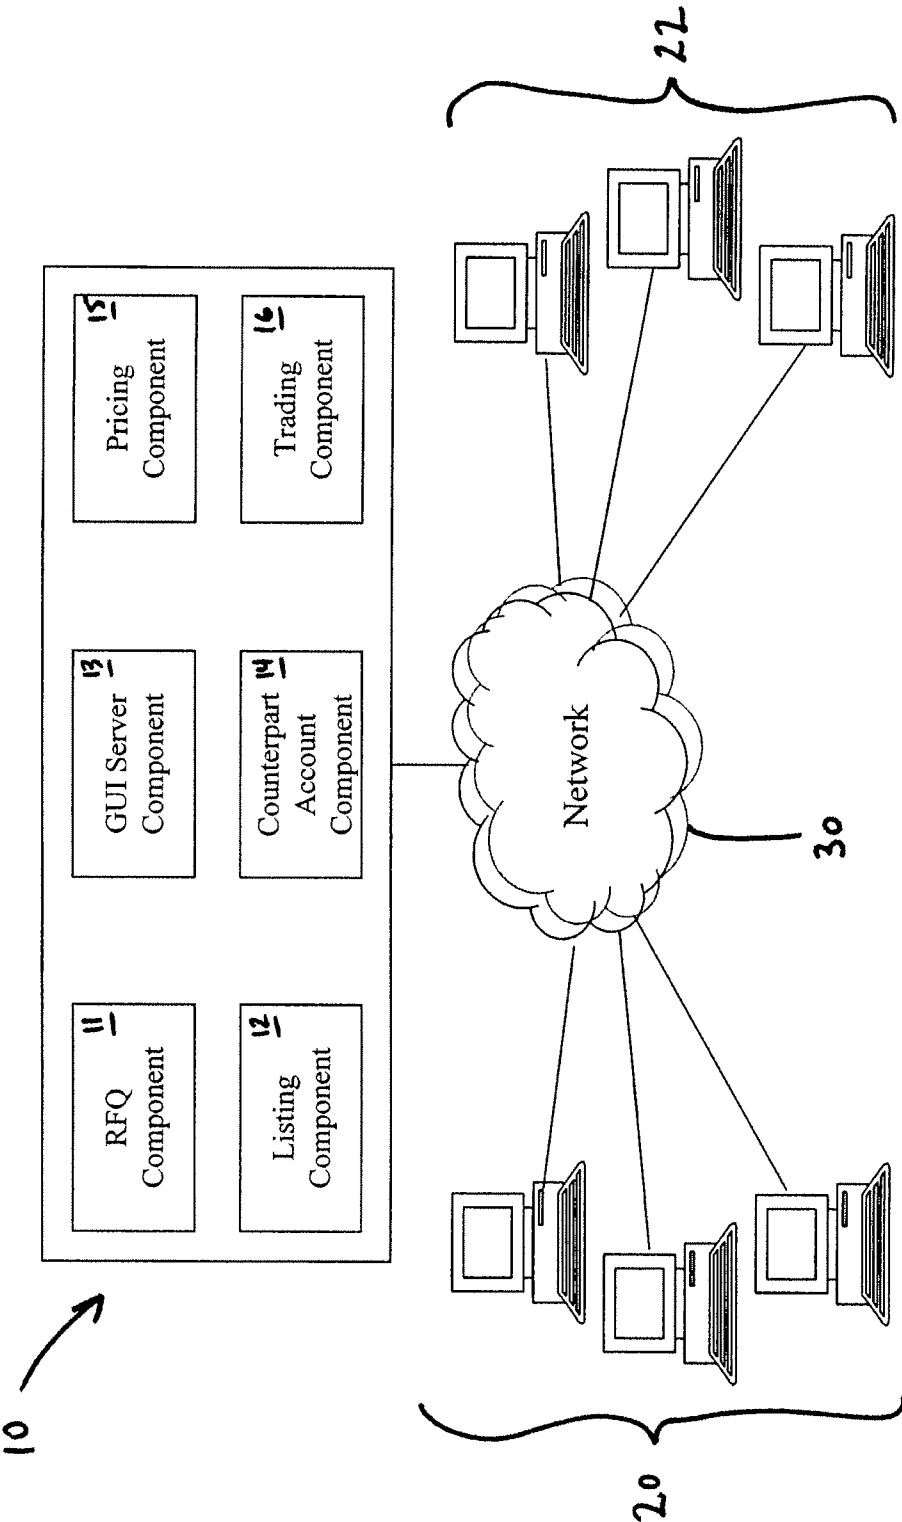 10
RFQ
Component
11
GUI Server
Component
13
Pricing
Component
15
Listing
Component
12
Counterpart
Account
Component
14
Trading
Component
16
Network
30
20
22